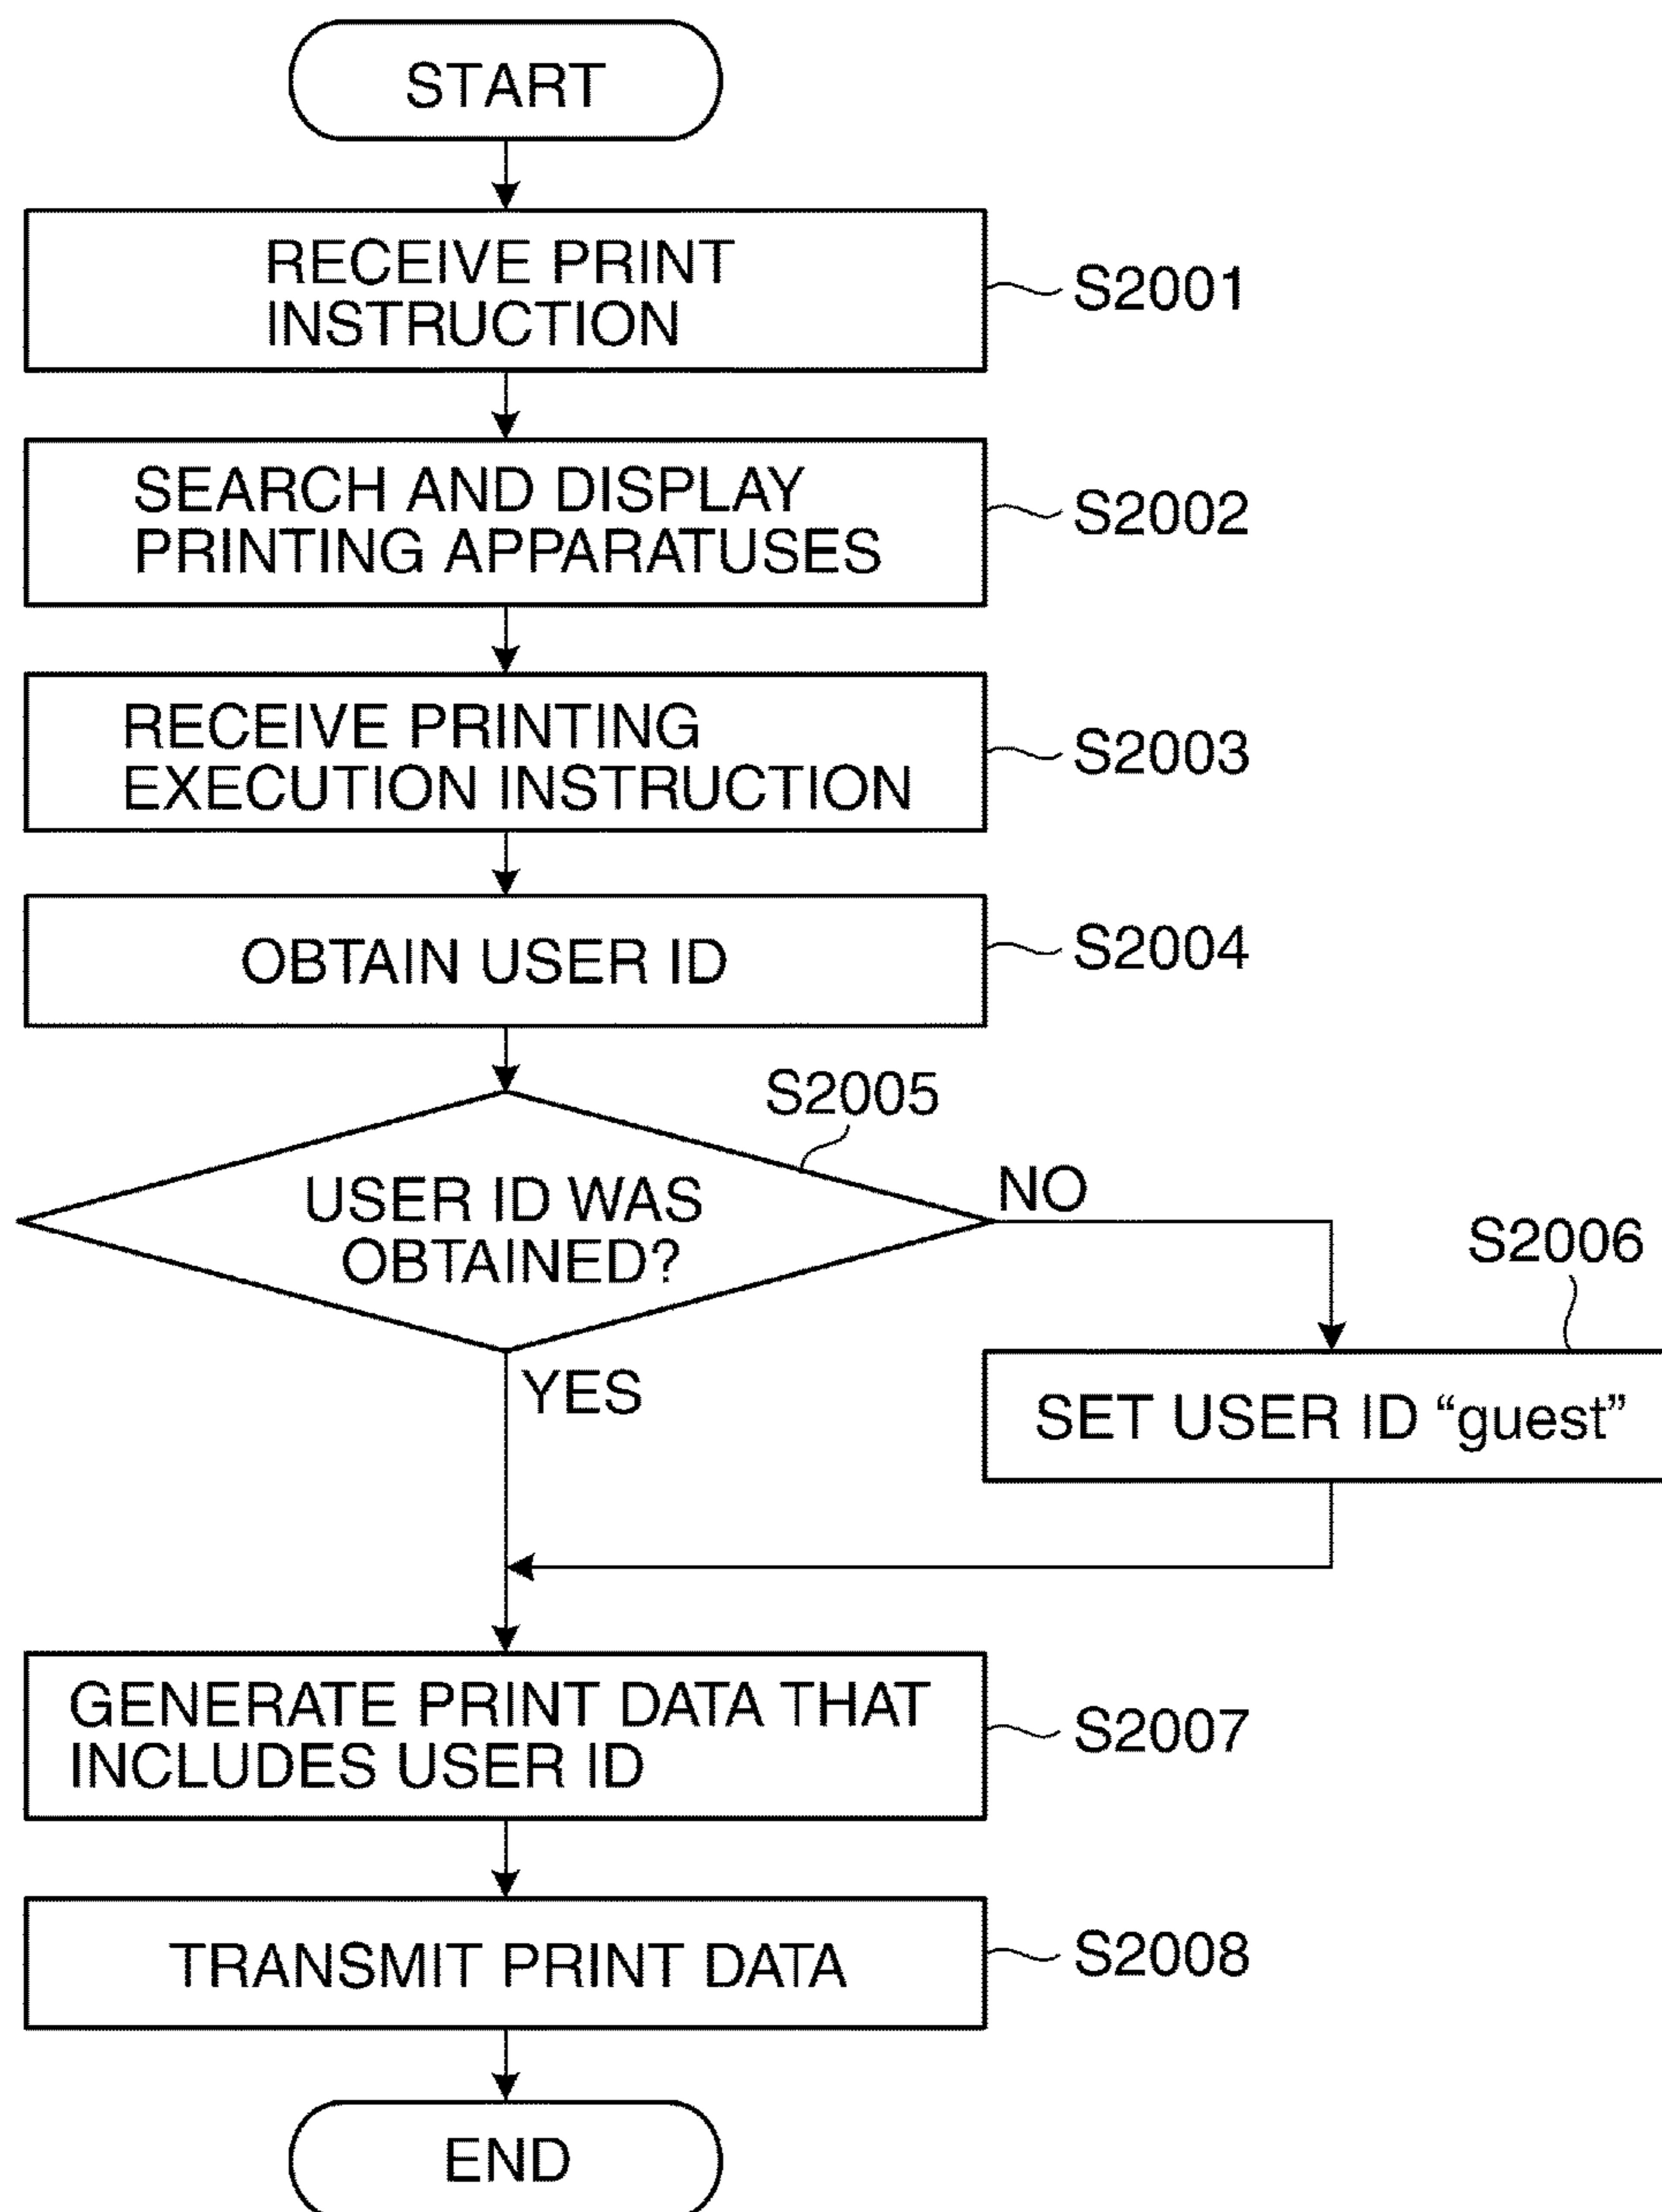 START
RECEIVE PRINT
INSTRUCTION
S2001
SEARCH AND DISPLAY
PRINTING APPARATUSES
S2002
RECEIVE PRINTING
EXECUTION INSTRUCTION
S2003
OBTAIN USER ID
S2004
S2005
USER ID WAS
OBTAINED?
NO
YES
S2006
SET USER ID “guest”
GENERATE PRINT DATA THAT
INCLUDES USER ID
S2007
TRANSMIT PRINT DATA
S2008
END